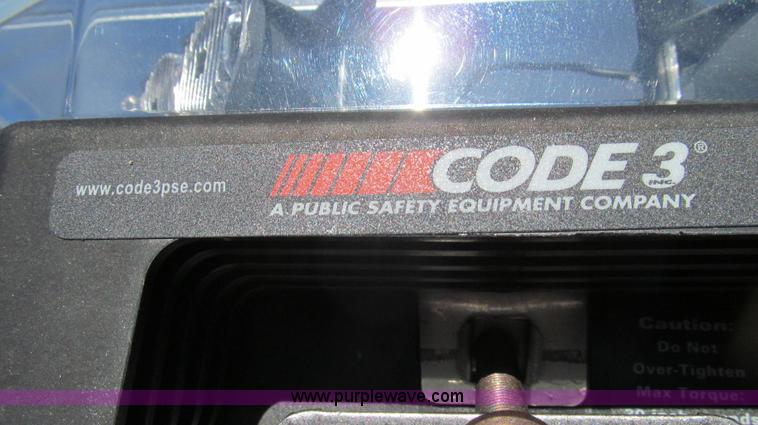 www.code3pse.com
CODE 3®
INC.
A PUBLIC SAFETY EQUIPMENT COMPANY
Caution:
Do Not
Over-Tighten
Max Torque:
www.purplewave.com